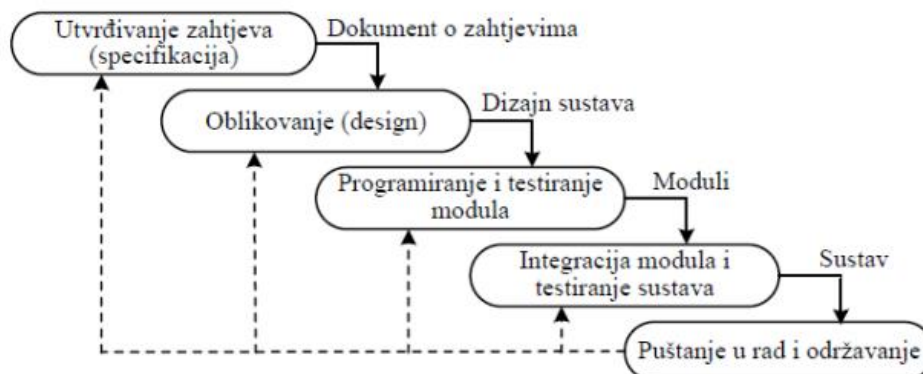 Utvrđivanje zahtjeva
(specifikacija)
Dokument o zahtjevima
Oblikovanje (design)
Dizajn sustava
Programiranje i testiranje
modula
Moduli
Integracija modula i
testiranje sustava
Sustav
Puštanje u rad i održavanje